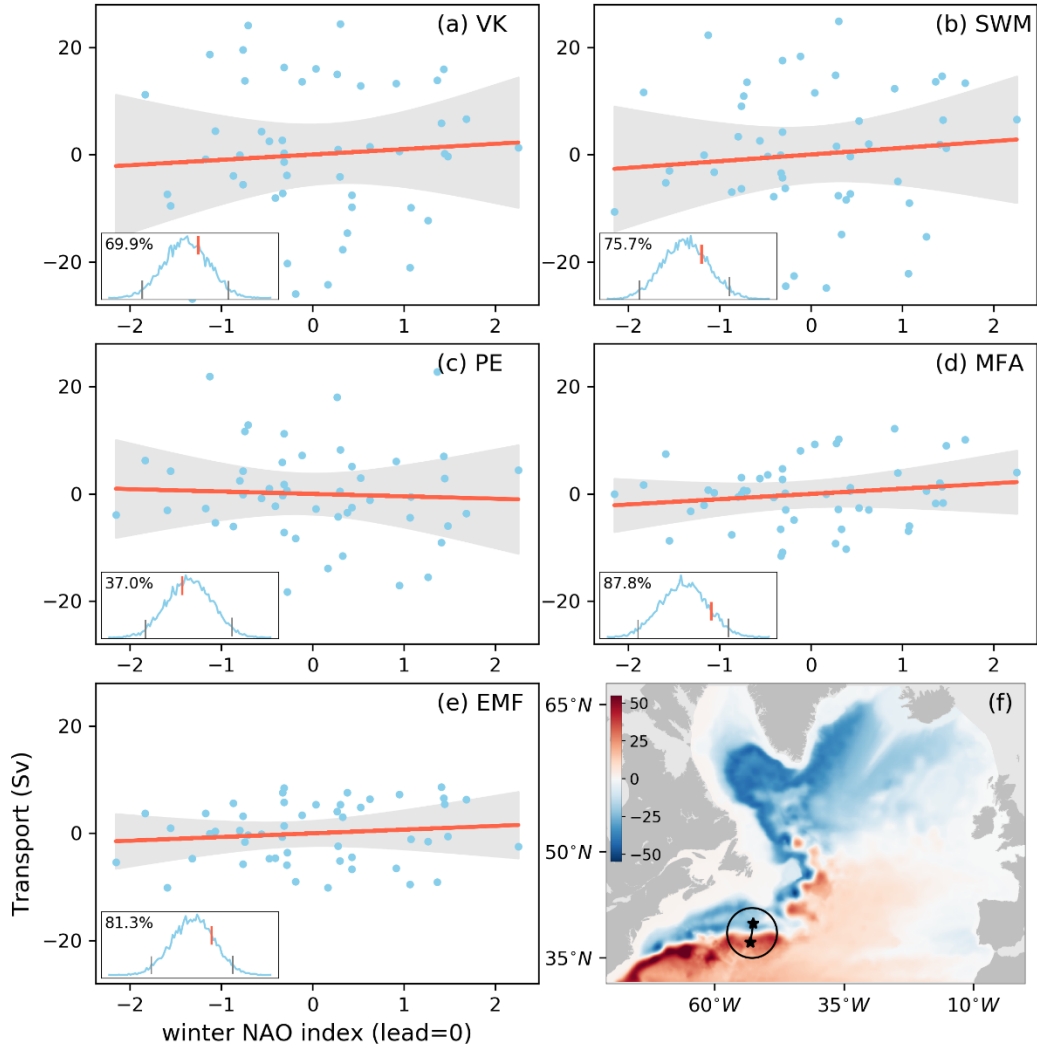 (a) VK
20
0
−20
69.9%
−2 −1 0 1 2
(b) SWM
20
0
−20
75.7%
−2 −1 0 1 2
(c) PE
20
0
−20
37.0%
−2 −1 0 1 2
(d) MFA
20
0
−20
87.8%
−2 −1 0 1 2
(e) EMF
20
0
−20
Transport (Sv)
81.3%
−2 −1 0 1 2
winter NAO index (lead=0)
(f)
65°N
50°N
35°N
50
25
0
−25
−50
60°W 35°W 10°W